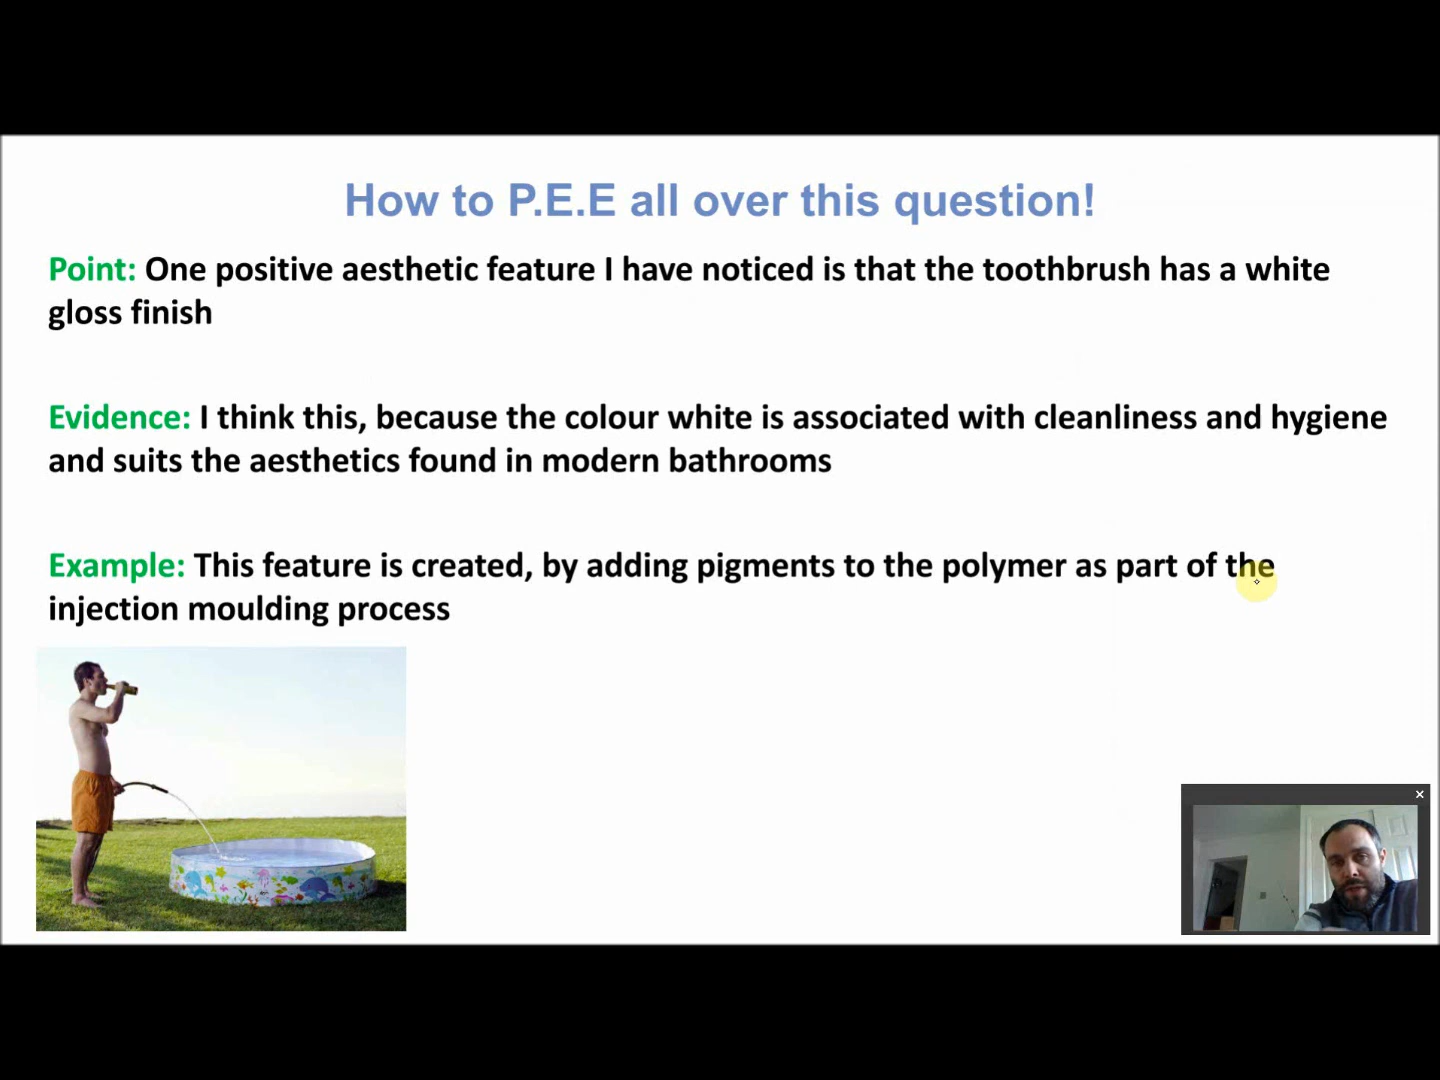 How to P.E.E all over this question!
Point: One positive aesthetic feature I have noticed is that the toothbrush has a white
gloss finish
Evidence: I think this, because the colour white is associated with cleanliness and hygiene
and suits the aesthetics found in modern bathrooms
Example: This feature is created, by adding pigments to the polymer as part of the
injection moulding process